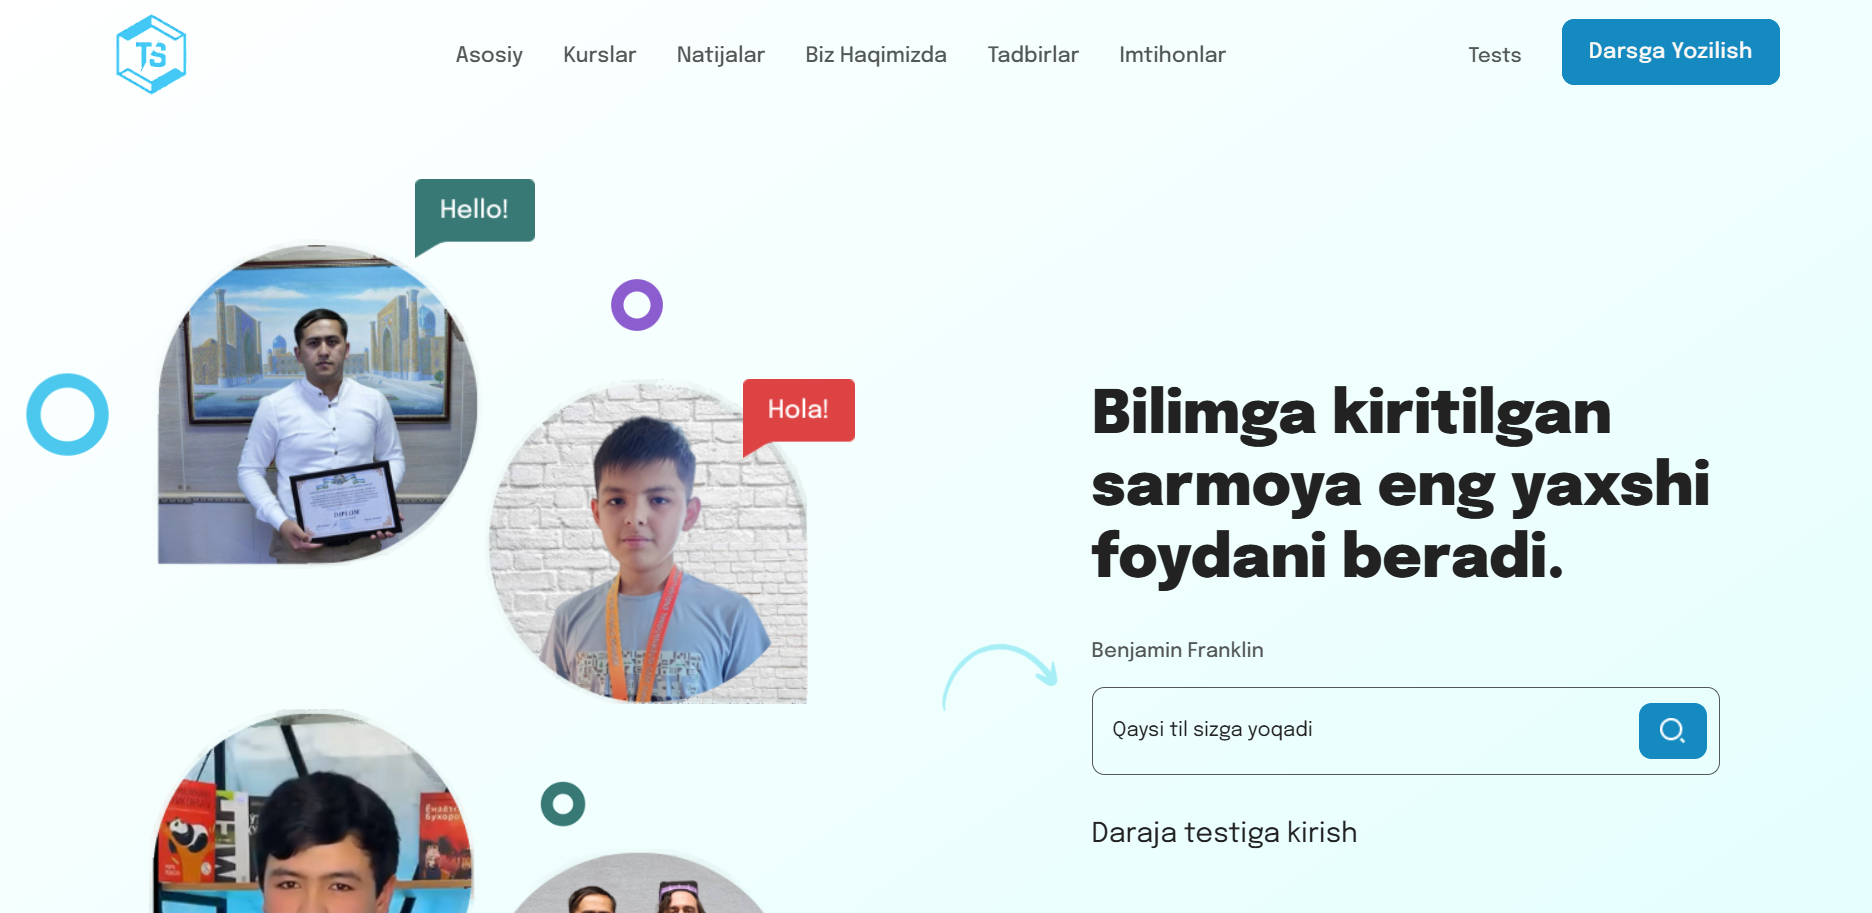 TS
Asosiy Kurslar Natijalar Biz Haqimizda Tadbirlar Imtihonlar Tests Darsga Yozilish
Hello!
Hola!
DIPLOM
Bilimga kiritilgan
sarmoya eng yaxshi
foydani beradi.
Benjamin Franklin
Qaysi til sizga yoqadi
Daraja testiga kirish